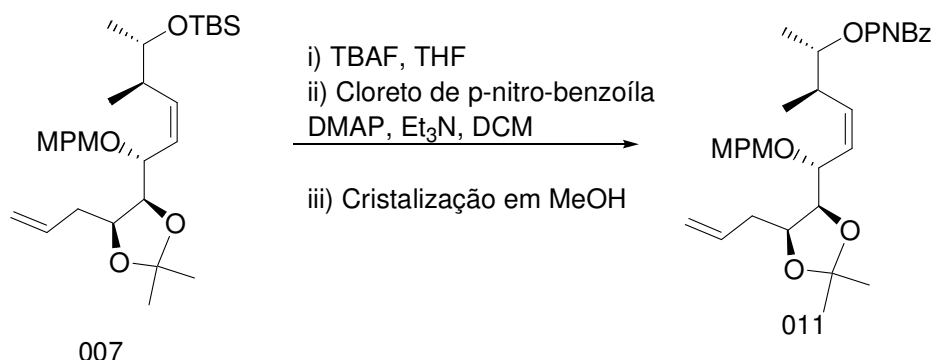 OTBS
MPMO
O
O
007
i) TBAF, THF
ii) Cloreto de p-nitro-benzoíla
DMAP, Et3N, DCM
iii) Cristalização em MeOH
OPNBz
MPMO
O
O
011